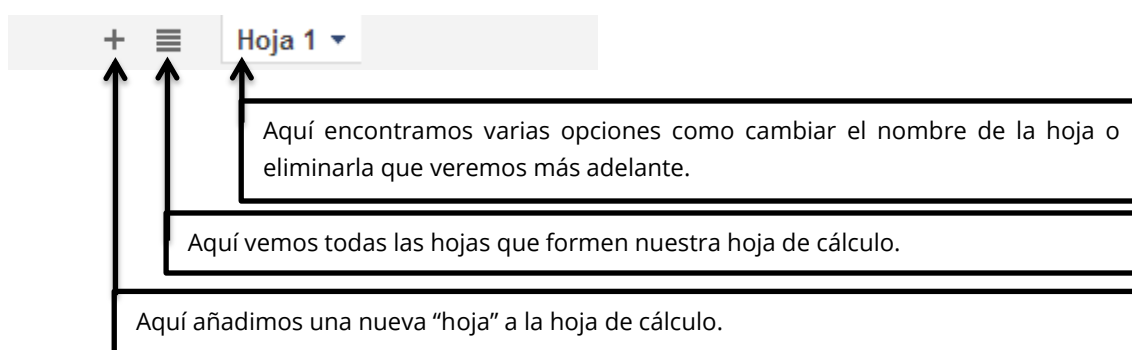 Hoja 1
Aquí encontramos varias opciones como cambiar el nombre de la hoja o
eliminarla que veremos más adelante.
Aquí vemos todas las hojas que formen nuestra hoja de cálculo.
Aquí añadimos una nueva “hoja” a la hoja de cálculo.